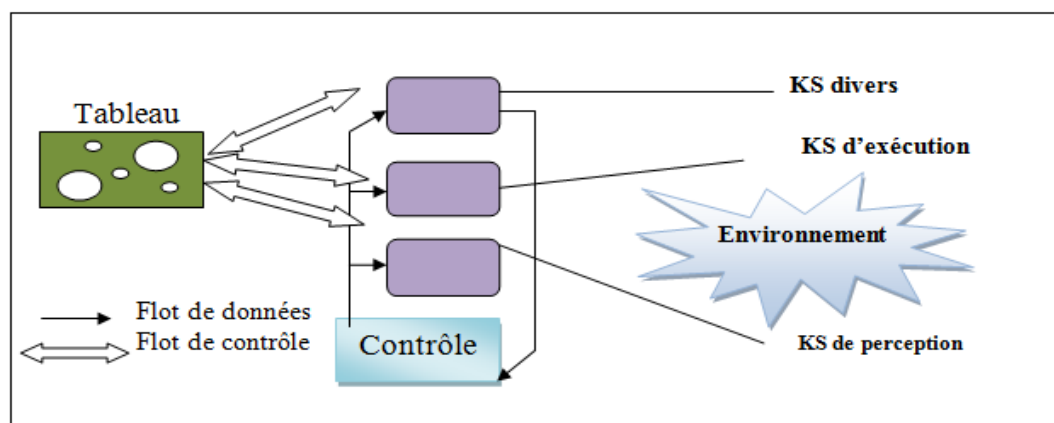 KS divers
Tableau
KS d'exécution
Environnement
Flot de données
Flot de contrôle
Contrôle
KS de perception